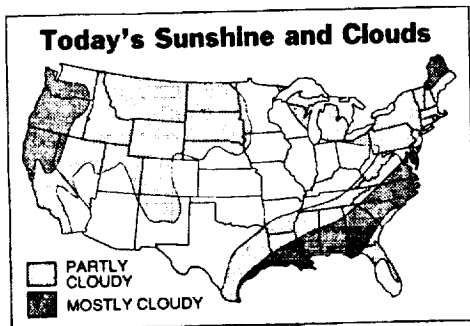 Today's Sunshine and Clouds
PARTLY
CLOUDY
MOSTLY CLOUDY